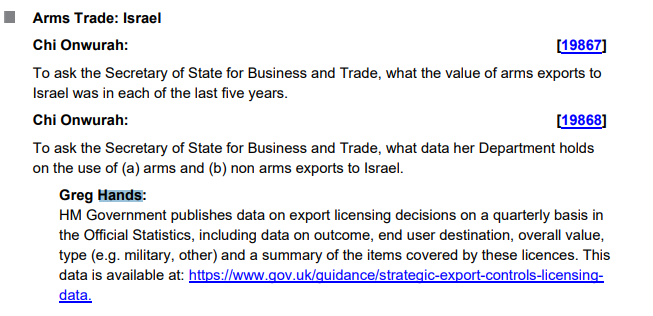 Arms Trade: Israel
Chi Onwurah: [19867]
To ask the Secretary of State for Business and Trade, what the value of arms exports to
Israel was in each of the last five years.
Chi Onwurah: [19868]
To ask the Secretary of State for Business and Trade, what data her Department holds
on the use of (a) arms and (b) non arms exports to Israel.
Greg Hands:
HM Government publishes data on export licensing decisions on a quarterly basis in
the Official Statistics, including data on outcome, end user destination, overall value,
type (e.g. military, other) and a summary of the items covered by these licences. This
data is available at: https://www.gov.uk/guidance/strategic-export-controls-licensing-
data.